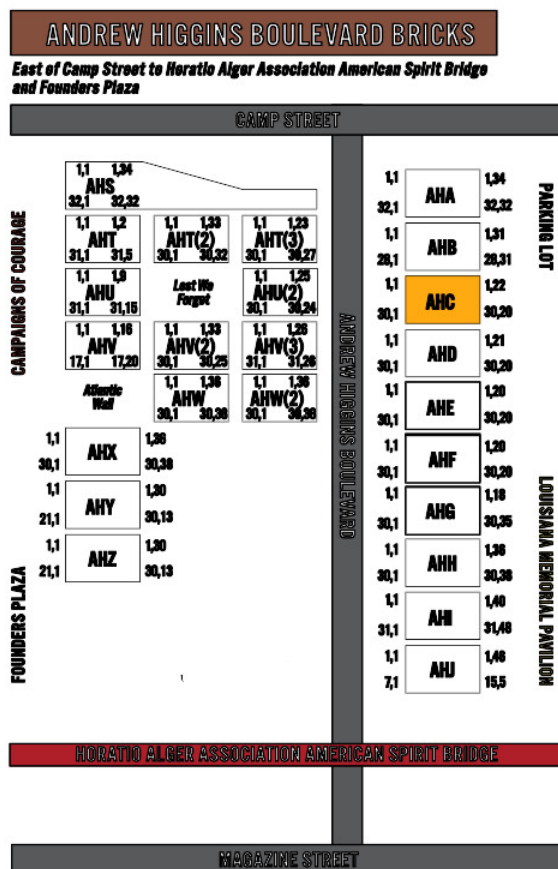 ANDREW HIGGINS BOULEVARD BRICKS
East of Camp Street to Horatio Alger Association American Spirit Bridge
and Founders Plaza
CAMP STREET
CAMPAIGNS OF COURAGE
1,1 1,34
AHS
32,1 32,32
1,1 1,2
AHT
31,1 31,5
1,1 1,33
AHT(2)
30,1 30,32
1,1 1,23
AHT(3)
30,1 30,27
1,1 1,9
AHU
31,1 31,15
Lest We
Forget
1,1 1,25
AHU(2)
30,1 30,24
1,1 1,16
AHV
17,1 17,20
1,1 1,33
AHV(2)
30,1 30,25
1,1 1,26
AHV(3)
31,1 31,26
Atlantic
Wall
1,1 1,36
AHW
30,1 30,38
1,1 1,36
AHW(2)
30,1 30,38
1,1 1,36
AHX
30,1 30,38
1,1 1,30
AHY
21,1 30,13
1,1 1,30
AHZ
21,1 30,13
FOUNDERS PLAZA
ANDREW HIGGINS BOULEVARD
1,1 1,34
AHA
32,1 32,32
1,1 1,31
AHB
28,1 28,31
1,1 1,22
AHC
30,1 30,20
1,1 1,21
AHD
30,1 30,20
1,1 1,20
AHE
30,1 30,20
1,1 1,20
AHF
30,1 30,20
1,1 1,18
AHG
30,1 30,35
1,1 1,36
AHH
30,1 30,38
1,1 1,40
AHI
31,1 31,48
1,1 1,48
AHJ
7,1 15,5
PARKING LOT
LOUISIANA MEMORIAL PAVILION
HORATIO ALGER ASSOCIATION AMERICAN SPIRIT BRIDGE
MAGAZINE STREET